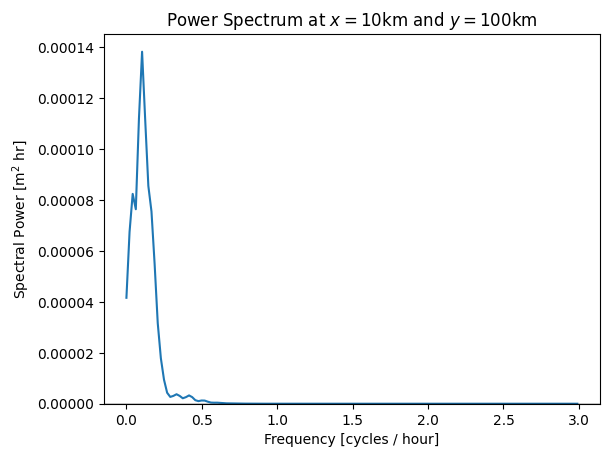 Power Spectrum at x = 10km and y = 100km
0.00014
0.00012
0.00010
0.00008
0.00006
0.00004
0.00002
0.00000
Spectral Power [m² hr]
0.0 0.5 1.0 1.5 2.0 2.5 3.0
Frequency [cycles / hour]